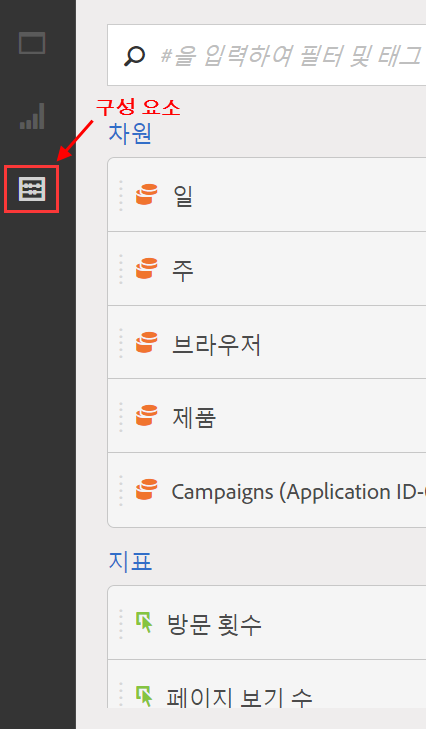 #을 입력하여 필터 및 태그
구성 요소
차원
일
주
브라우저
제품
Campaigns (Application ID-
지표
방문 횟수
페이지 보기 수